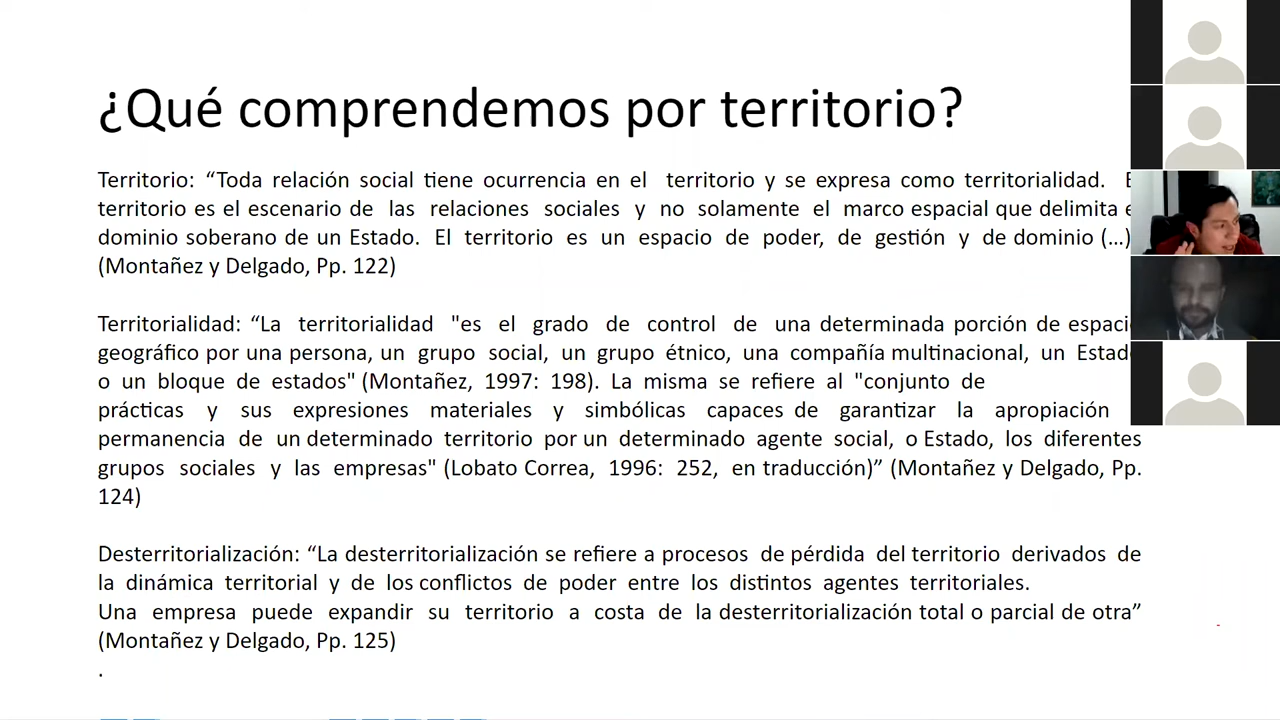 ¿Qué comprendemos por territorio?
Territorio: “Toda relación social tiene ocurrencia en el territorio y se expresa como territorialidad.
territorio es el escenario de las relaciones sociales y no solamente el marco espacial que delimita
dominio soberano de un Estado. El territorio es un espacio de poder, de gestión y de dominio (…)
(Montañez y Delgado, Pp. 122)
Territorialidad: “La territorialidad "es el grado de control de una determinada porción de
geográfico por una persona, un grupo social, un grupo étnico, una compañía multinacional, un
o un bloque de estados" (Montañez, 1997: 198). La misma se refiere al "conjunto de
prácticas y sus expresiones materiales y simbólicas capaces de garantizar la apropiación
permanencia de un determinado territorio por un determinado agente social, o Estado, los diferentes
grupos sociales y las empresas" (Lobato Correa, 1996: 252, en traducción)” (Montañez y Delgado, Pp.
124)
Desterritorialización: “La desterritorialización se refiere a procesos de pérdida del territorio derivados de
la dinámica territorial y de los conflictos de poder entre los distintos agentes territoriales.
Una empresa puede expandir su territorio a costa de la desterritorialización total o parcial de otra”
(Montañez y Delgado, Pp. 125)
.